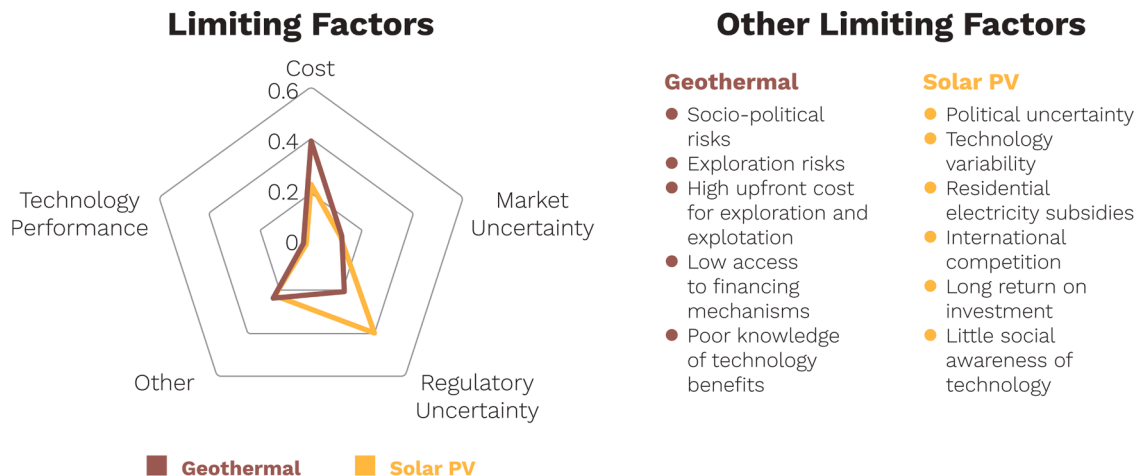 Limiting Factors
Cost
0.6
0.4
0.2
0
Technology
Performance
Market
Uncertainty
Other
Regulatory
Uncertainty
Geothermal
Solar PV
Other Limiting Factors
Geothermal
Socio-political
risks
Exploration risks
High upfront cost
for exploration and
explotation
Low access
to financing
mechanisms
Poor knowledge
of technology
benefits
Solar PV
Political uncertainty
Technology
variability
Residential
electricity subsidies
International
competition
Long return on
investment
Little social
awareness of
technology